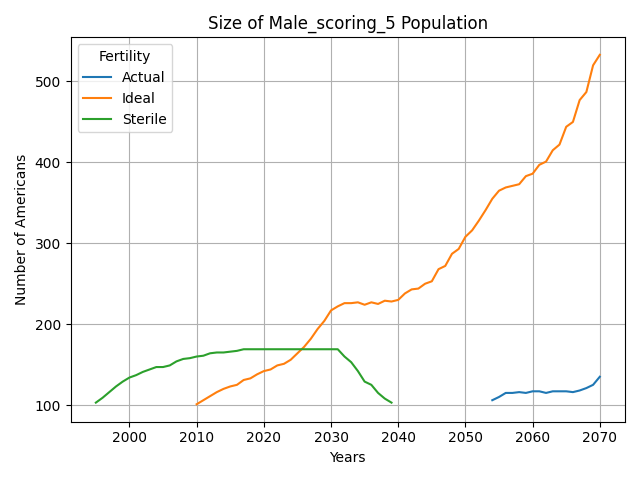 Size of Male_scoring_5 Population
Fertility
Actual
Ideal
Sterile
Number of Americans
500
400
300
200
100
2000 2010 2020 2030 2040 2050 2060 2070
Years